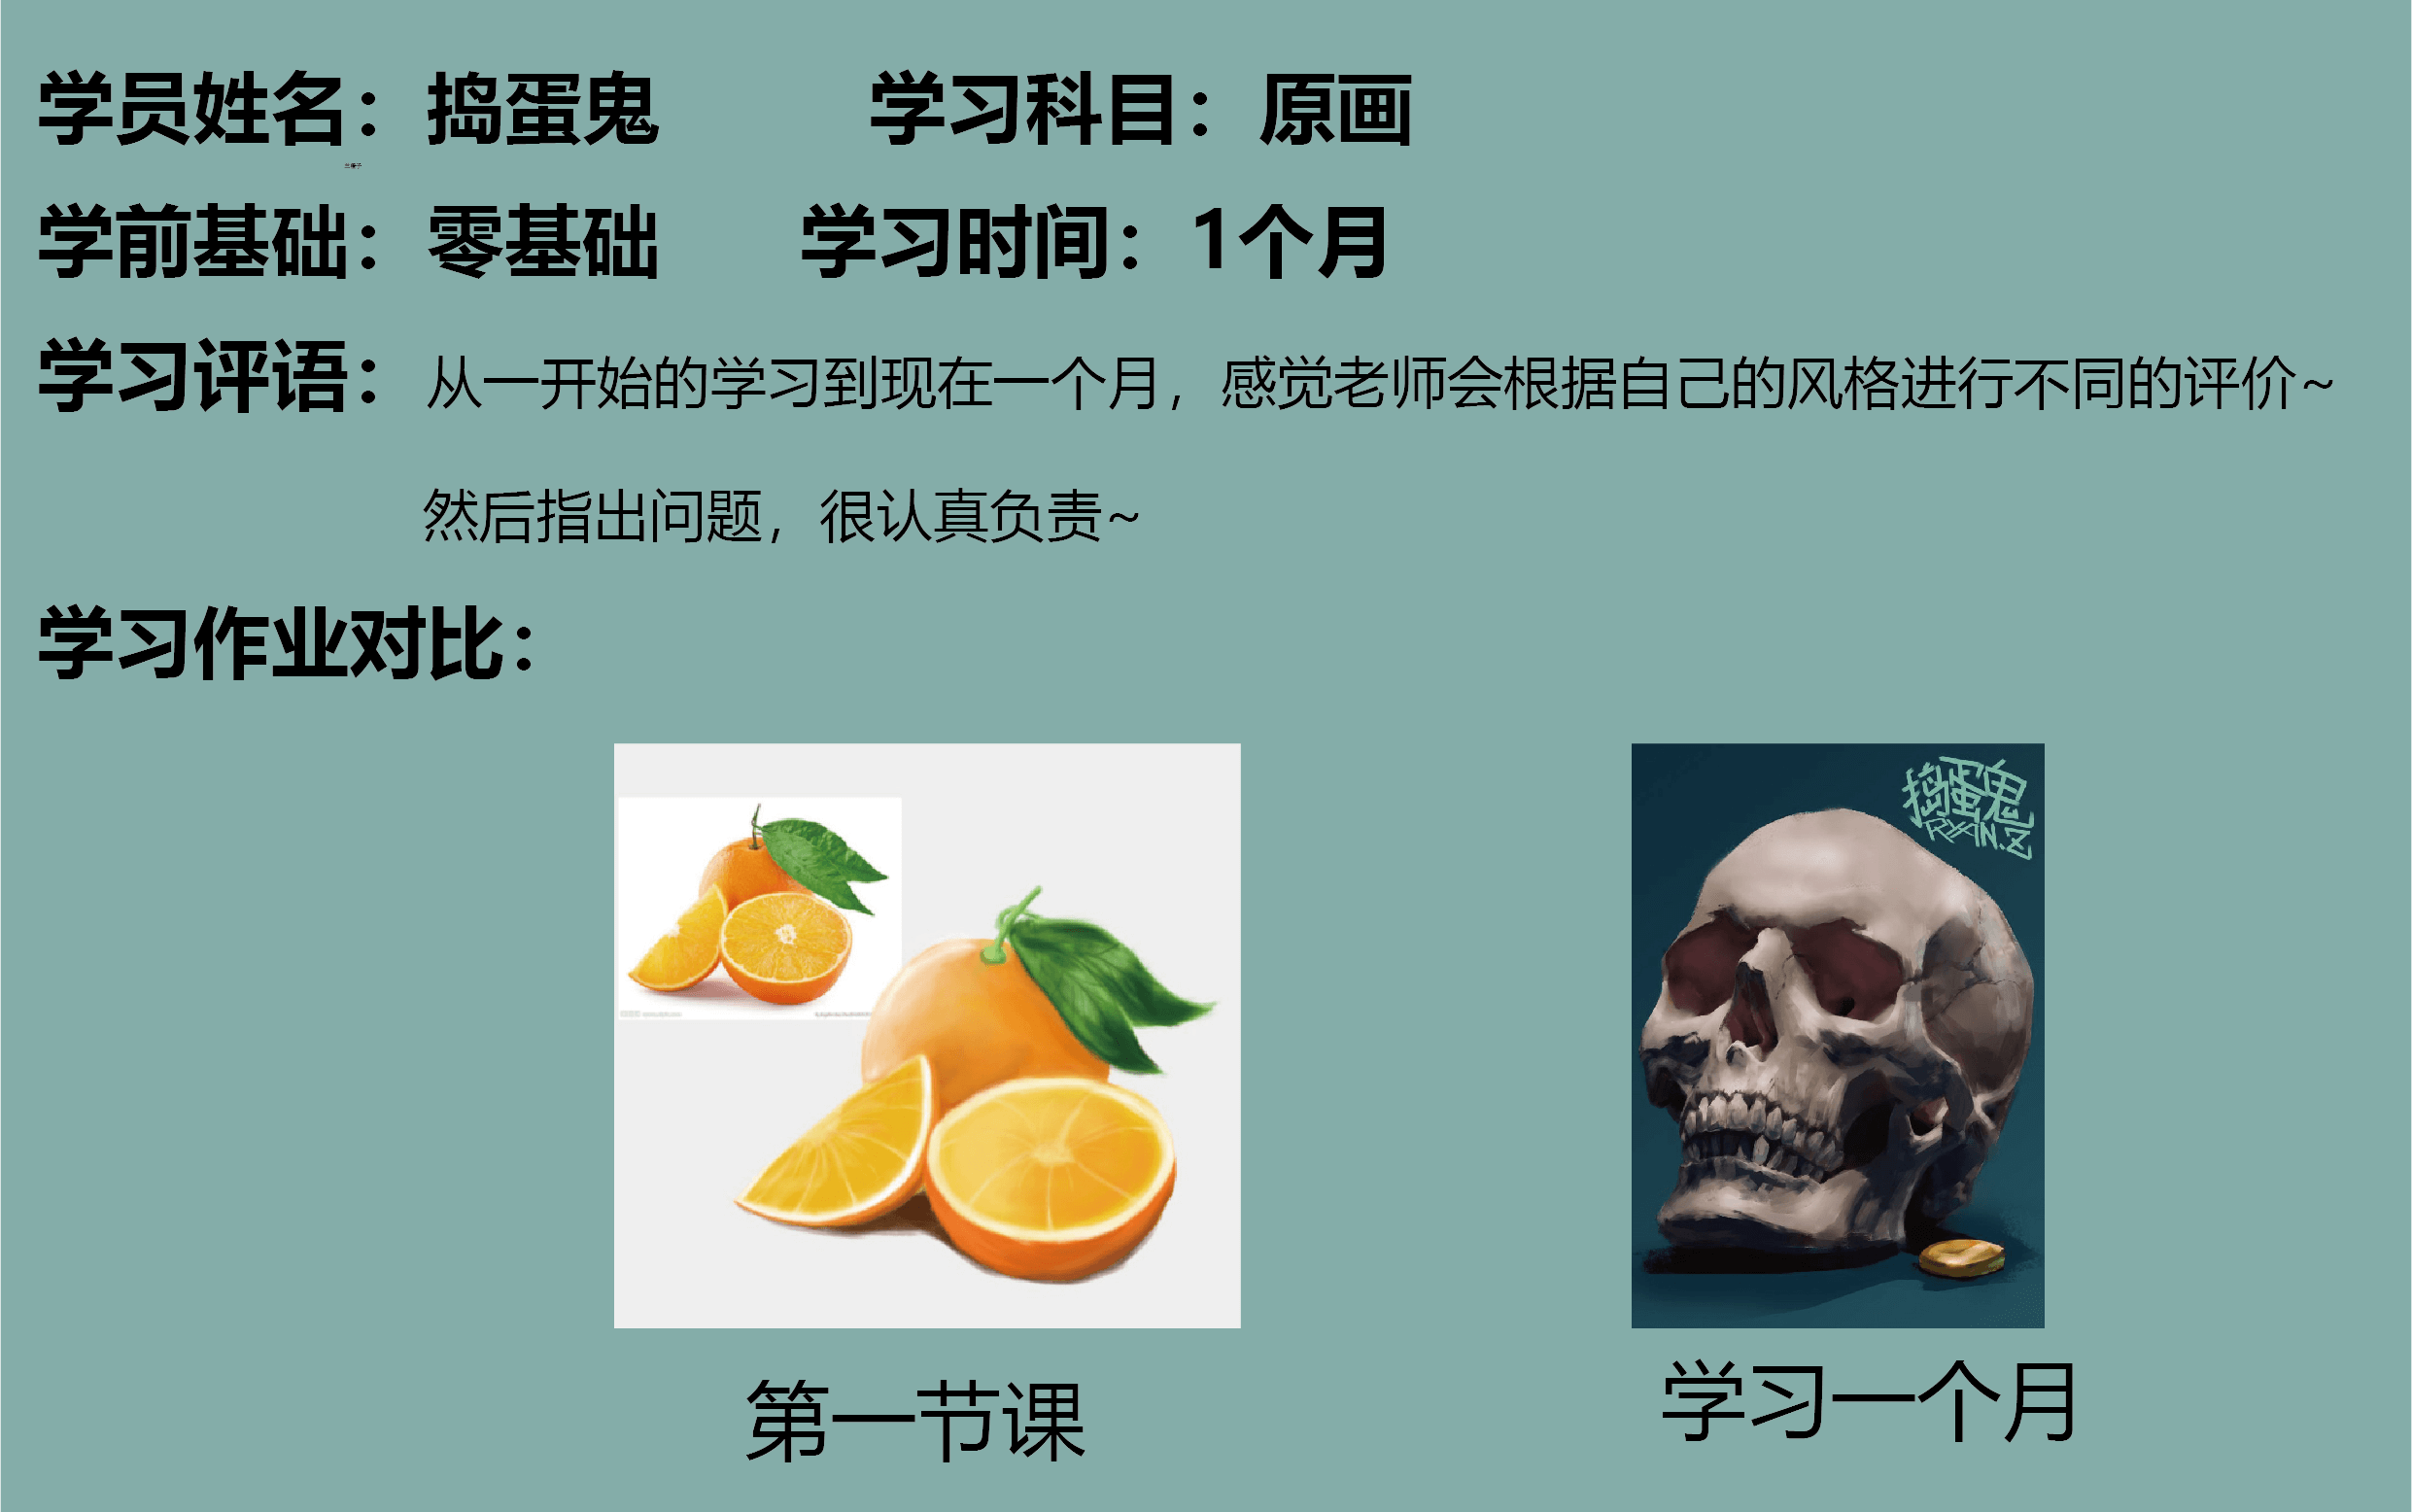 学员姓名：捣蛋鬼 学习科目：原画
学前基础：零基础 学习时间：1个月
学习评语：从一开始的学习到现在一个月，感觉老师会根据自己的风格进行不同的评价~
然后指出问题，很认真负责~
学习作业对比：
捣蛋鬼
RYAN.Z
第一节课
学习一个月